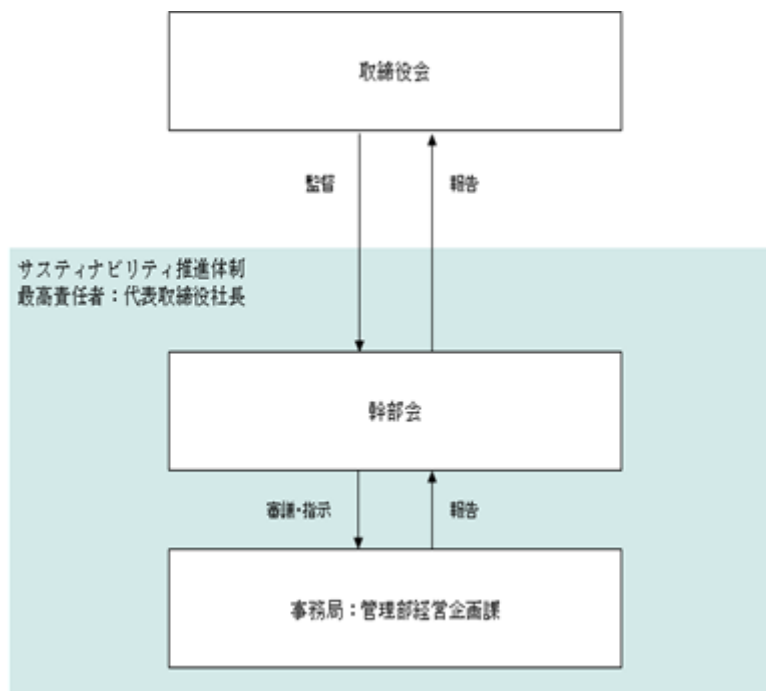 取締役会
監督
報告
サスティナビリティ推進体制
最高責任者：代表取締役社長
幹部会
審議・指示
報告
事務局：管理部経営企画課